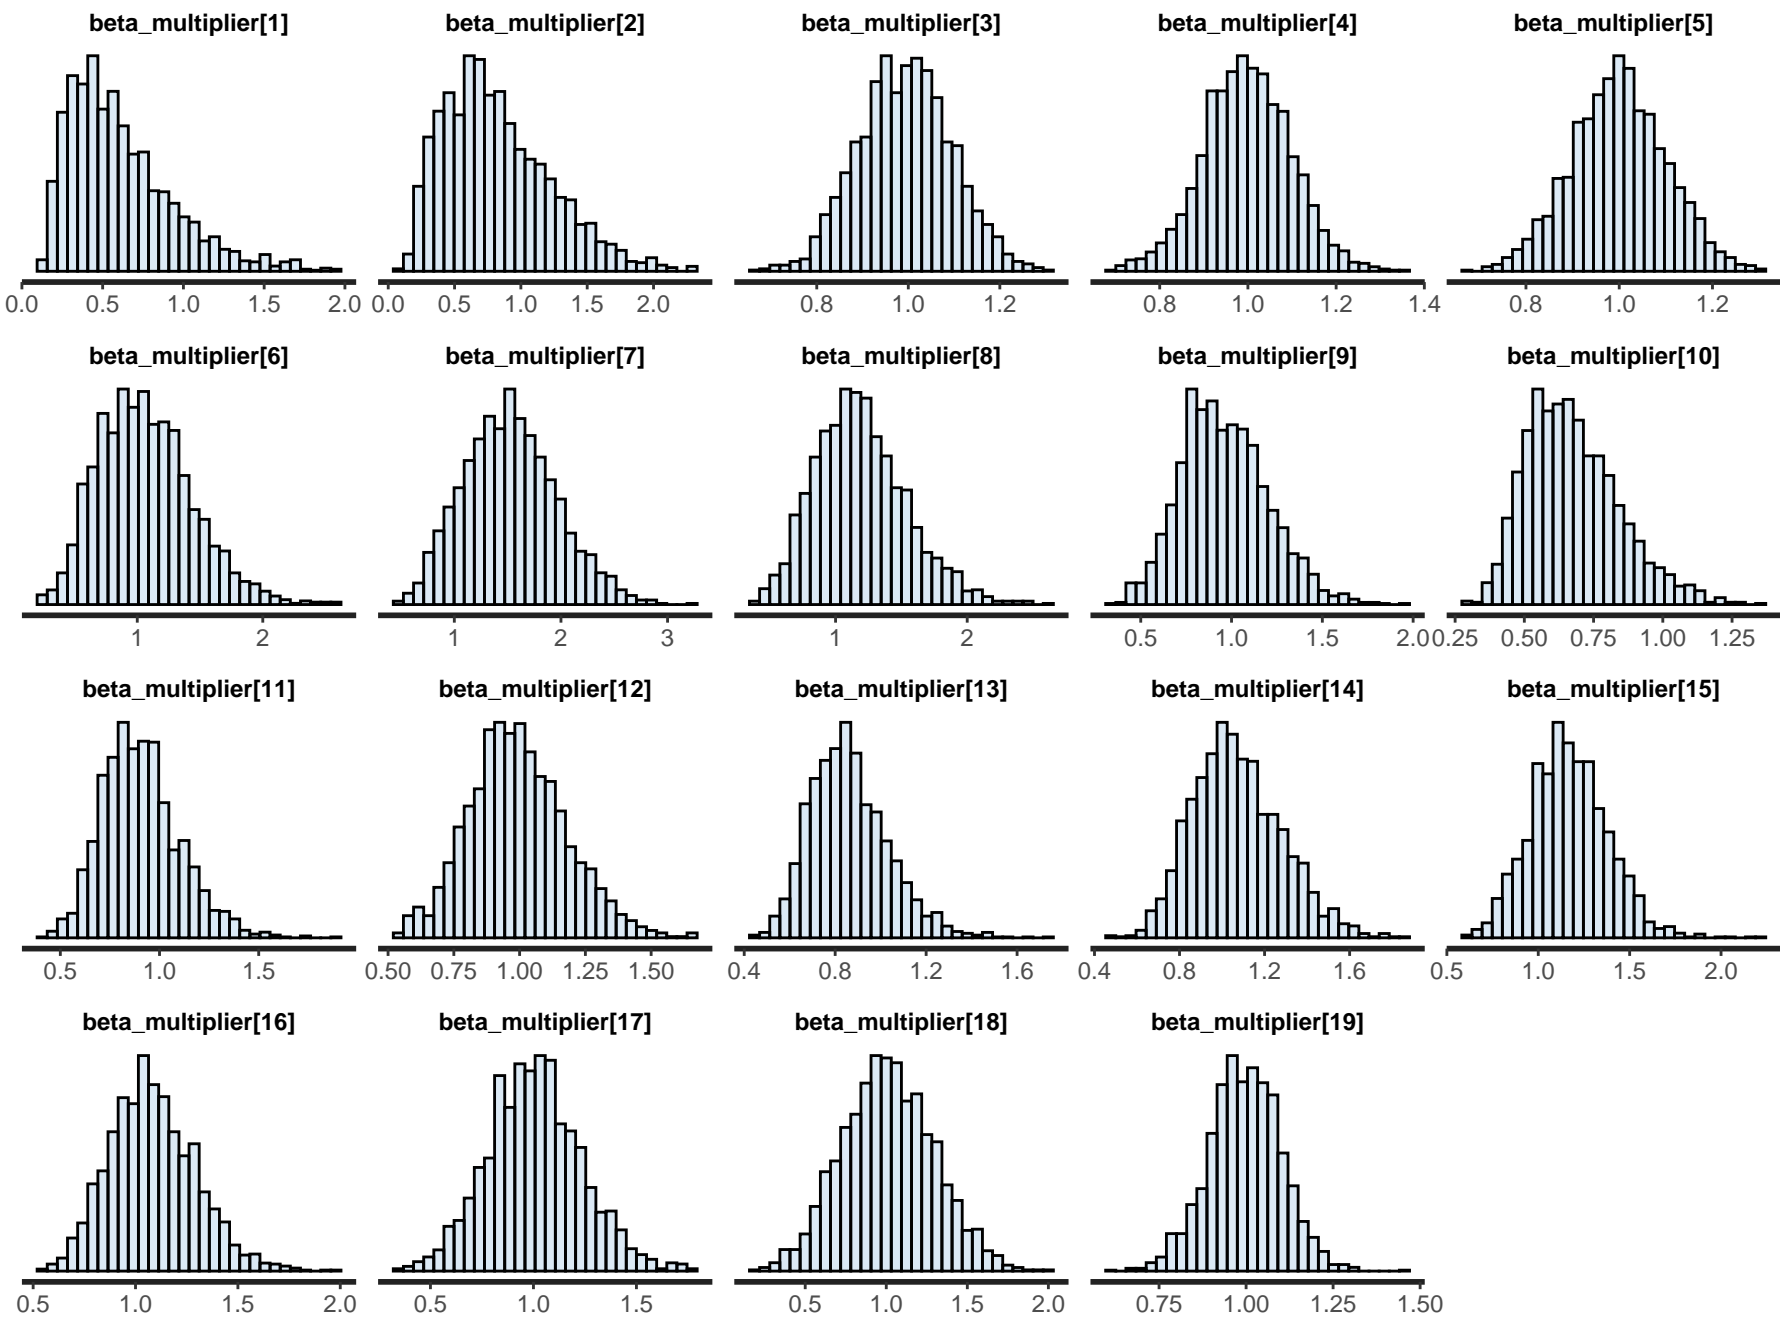 beta_multiplier[1] beta_multiplier[2] beta_multiplier[3] beta_multiplier[4] beta_multiplier[5]
0.0 0.5 1.0 1.5 2.0 0.0 0.5 1.0 1.5 2.0 0.8 1.0 1.2 0.8 1.0 1.2 1.4 0.8 1.0 1.2
beta_multiplier[6] beta_multiplier[7] beta_multiplier[8] beta_multiplier[9] beta_multiplier[10]
1 2 1 2 3 1 2 0.5 1.0 1.5 2.0 0.25 0.50 0.75 1.00 1.25
beta_multiplier[11] beta_multiplier[12] beta_multiplier[13] beta_multiplier[14] beta_multiplier[15]
0.5 1.0 1.5 0.50 0.75 1.00 1.25 1.50 0.4 0.8 1.2 1.6 0.4 0.8 1.2 1.6 0.5 1.0 1.5 2.0
beta_multiplier[16] beta_multiplier[17] beta_multiplier[18] beta_multiplier[19]
0.5 1.0 1.5 2.0 0.5 1.0 1.5 0.5 1.0 1.5 2.0 0.75 1.00 1.25 1.50